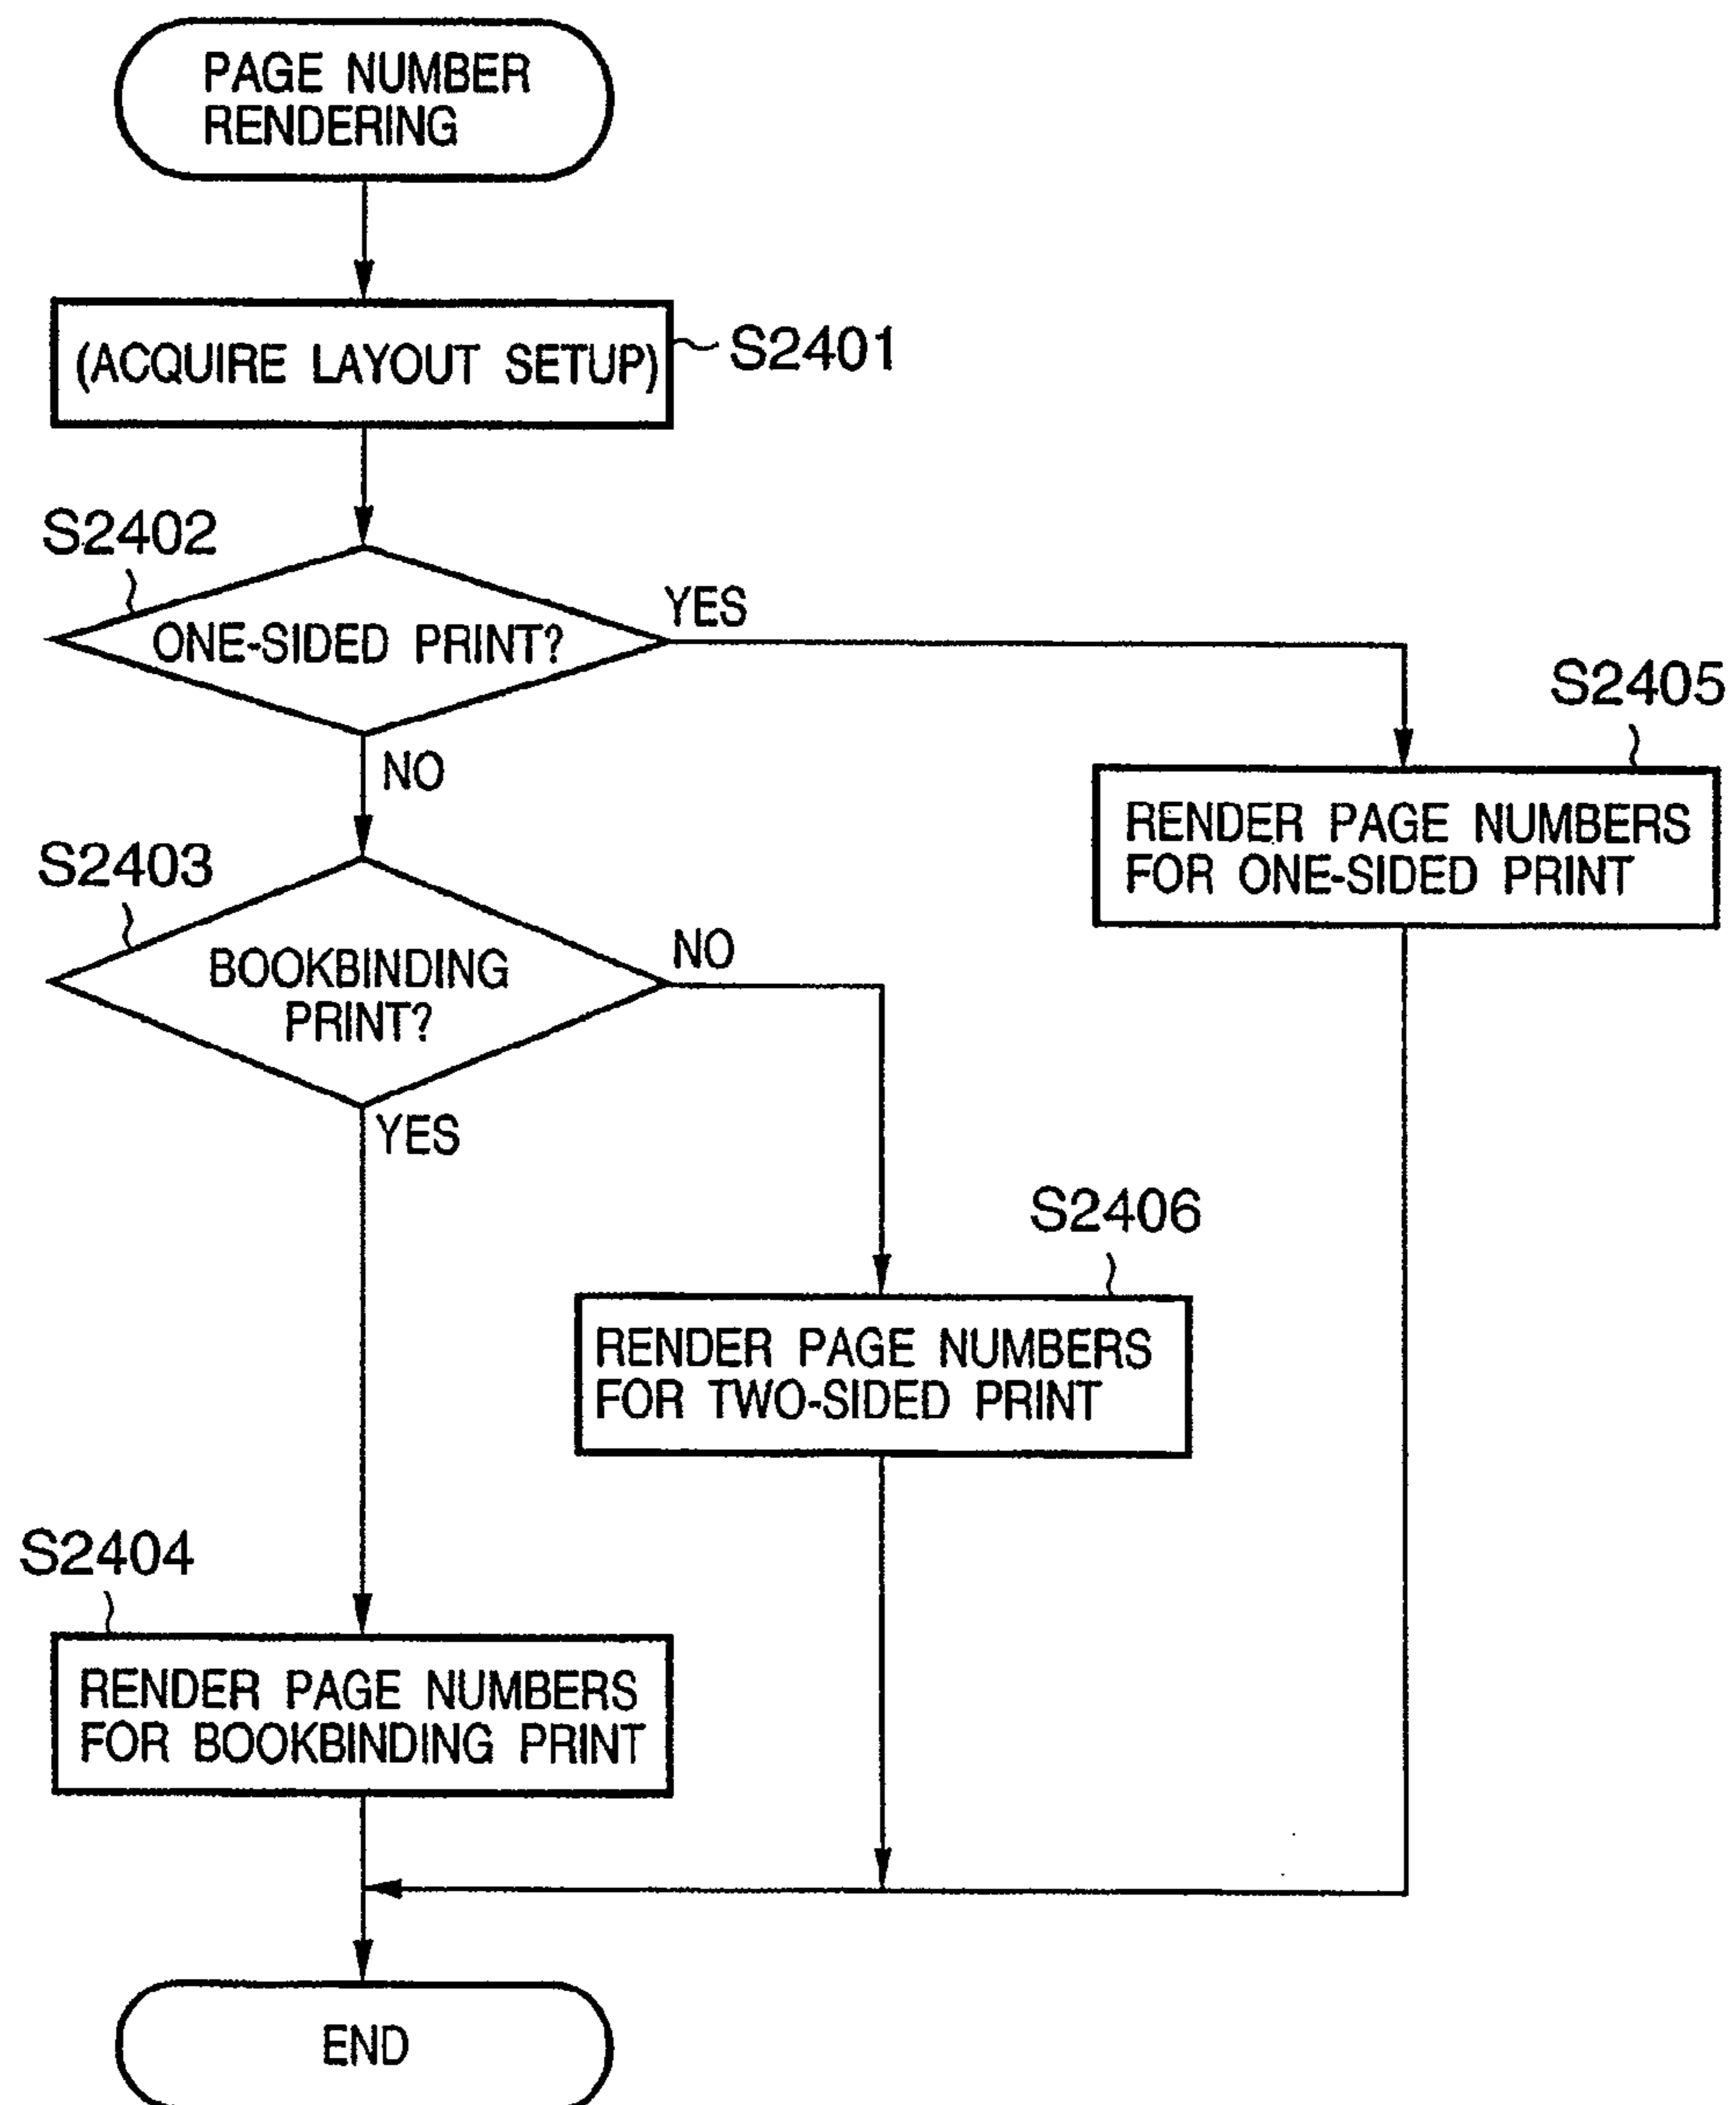 PAGE NUMBER
RENDERING
(ACQUIRE LAYOUT SETUP)
S2401
S2402
ONE-SIDED PRINT?
YES
NO
S2405
RENDER PAGE NUMBERS
FOR ONE-SIDED PRINT
S2403
BOOKBINDING
PRINT?
NO
YES
S2406
RENDER PAGE NUMBERS
FOR TWO-SIDED PRINT
S2404
RENDER PAGE NUMBERS
FOR BOOKBINDING PRINT
END